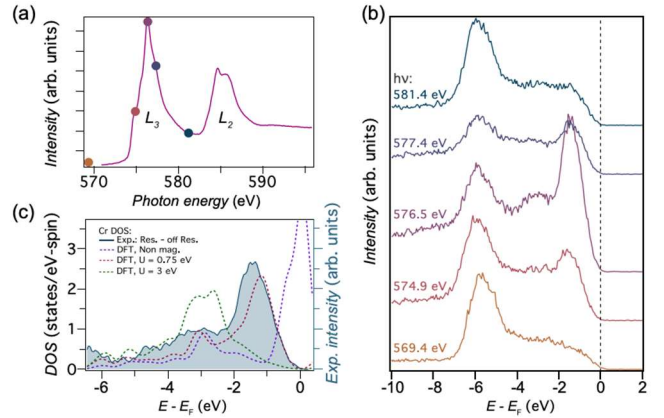 (a)
Intensity (arb. units)
L3
L2
570
580
590
Photon energy (eV)
(b)
hν:
581.4 eV
577.4 eV
576.5 eV
574.9 eV
569.4 eV
Intensity (arb. units)
-10
-8
-6
-4
-2
0
2
E - EF (eV)
(c)
DOS (states/eV-spin)
3
2
1
0
Cr DOS:
Exp.: Res. - off Res.
DFT, Non mag.
DFT, U = 0.75 eV
DFT, U = 3 eV
Exp. intensity (arb. units)
-6
-4
-2
0
E - EF (eV)